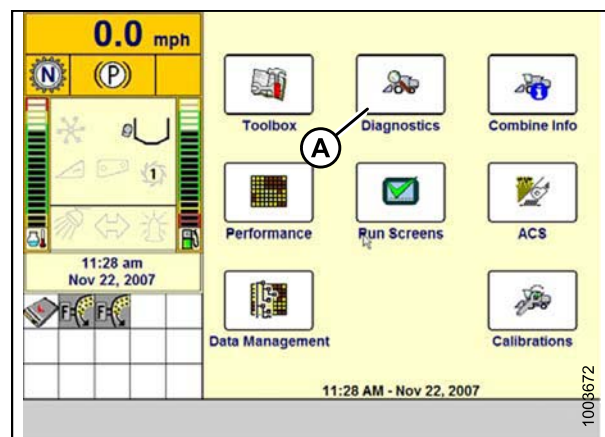 0.0 mph
N (P)
1
11:28 am
Nov 22, 2007
F F
Toolbox Diagnostics Combine Info
A
Performance Run Screens ACS
Data Management Calibrations
11:28 AM - Nov 22, 2007
1003672